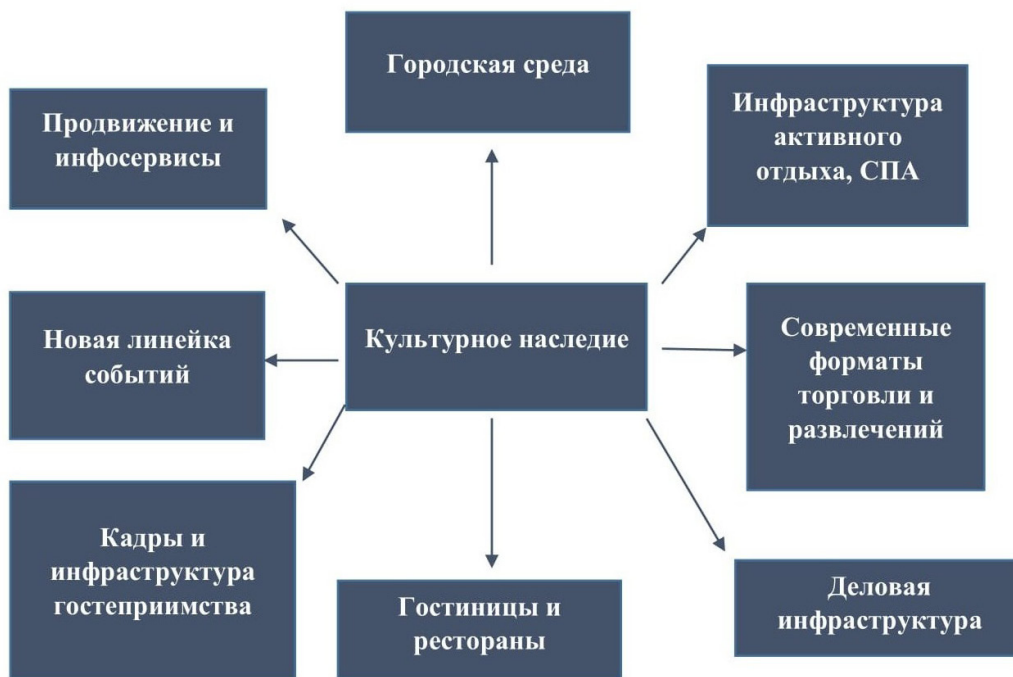 Городская среда
Продвижение и
инфосервисы
Инфраструктура
активного
отдыха, СПА
Новая линейка
событий
Культурное наследие
Современные
форматы
торговли и
развлечений
Кадры и
инфраструктура
гостеприимства
Гостиницы и
рестораны
Деловая
инфраструктура